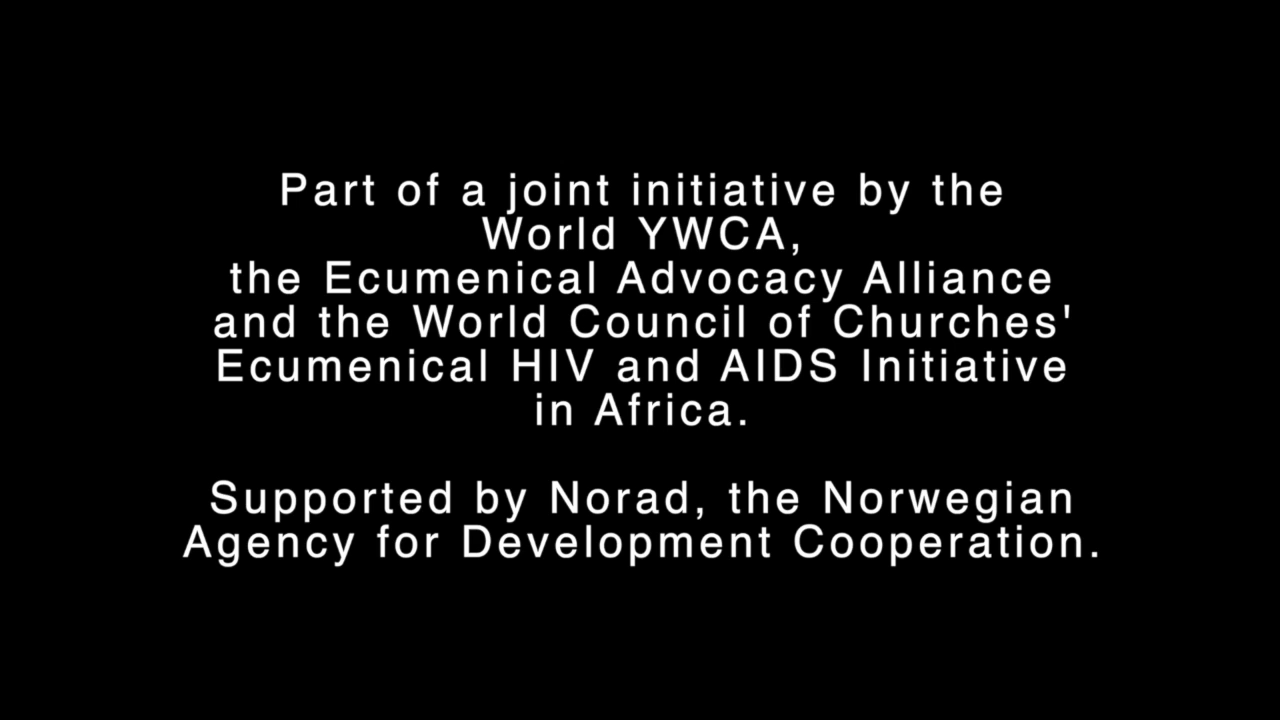 Part of a joint initiative by the
World YWCA,
the Ecumenical Advocacy Alliance
and the World Council of Churches'
Ecumenical HIV and AIDS Initiative
in Africa.
Supported by Norad, the Norwegian
Agency for Development Cooperation.